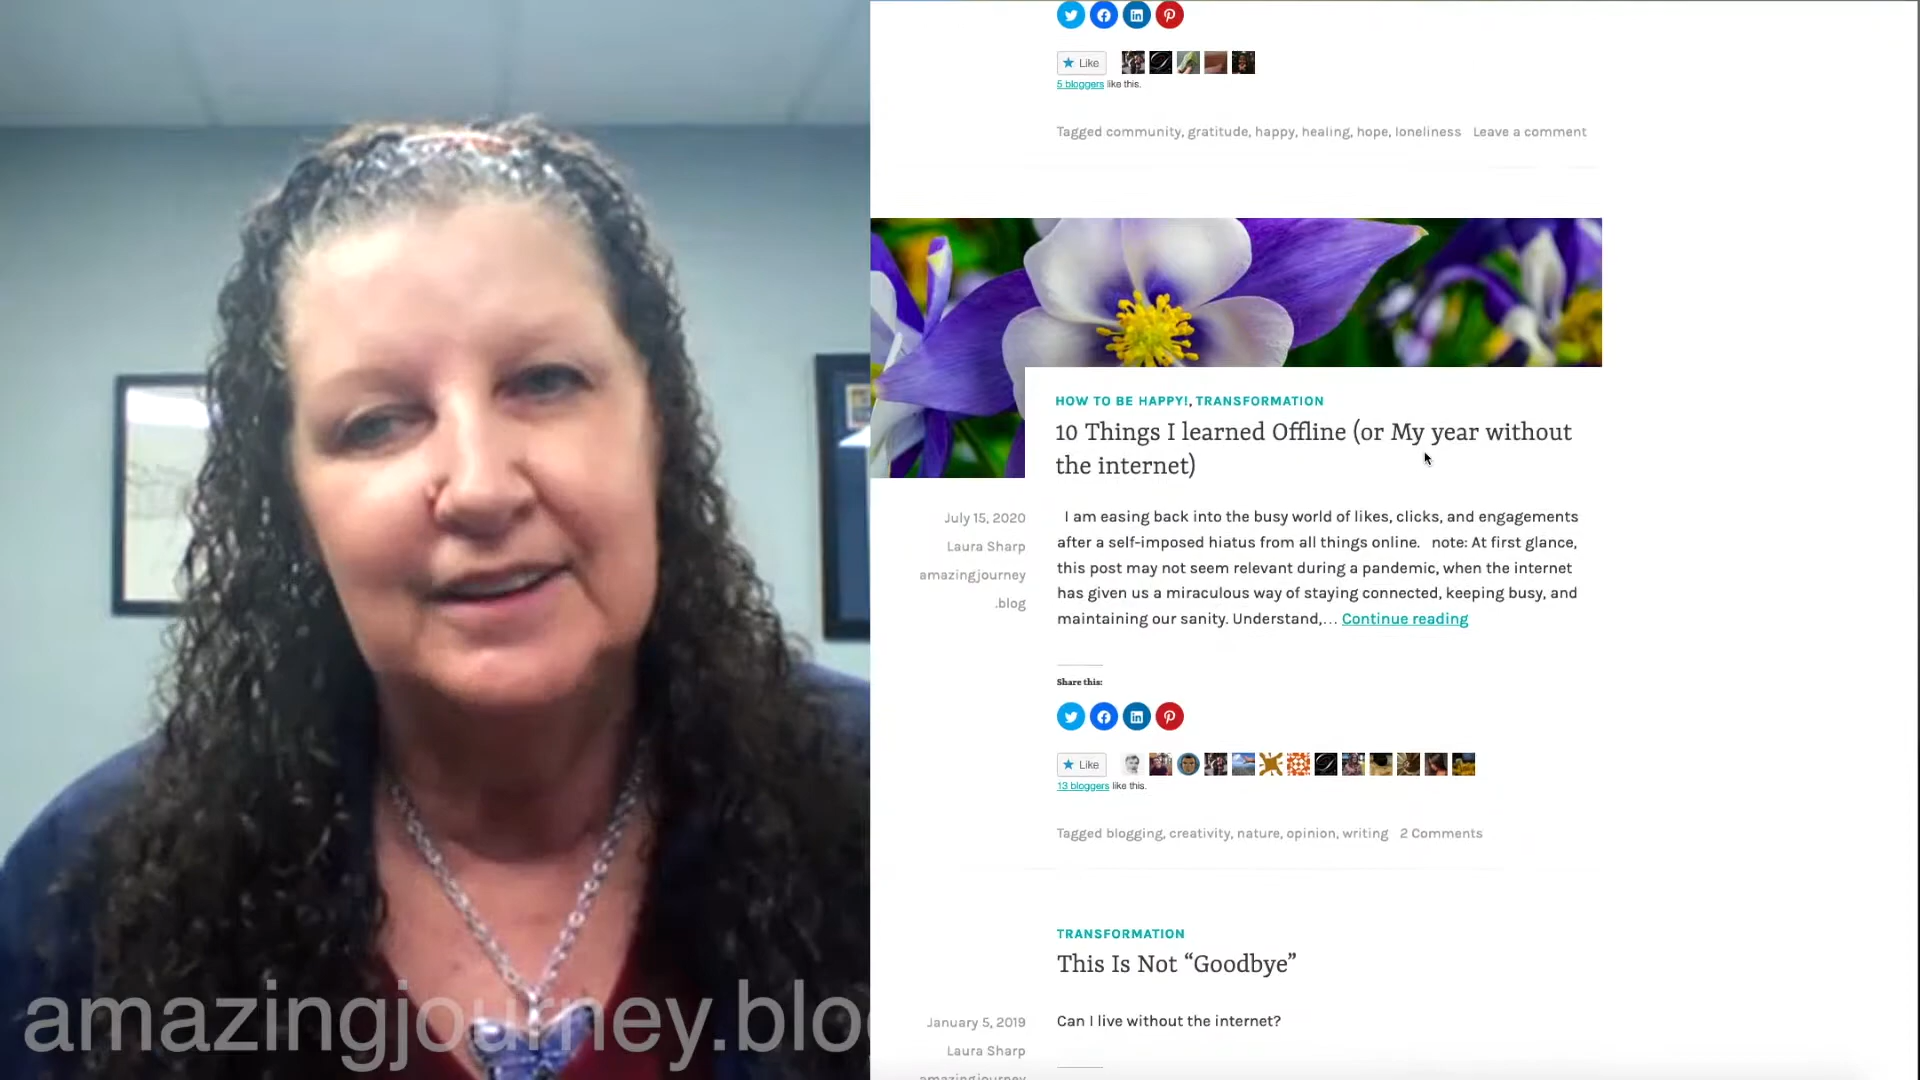 Like
5 bloggers like this.
Tagged community, gratitude, happy, healing, hope, loneliness Leave a comment
HOW TO BE HAPPY!, TRANSFORMATION
10 Things I learned Offline (or My year without
the internet)
July 15, 2020
Laura Sharp
amazingjourney
.blog
I am easing back into the busy world of likes, clicks, and engagements
after a self-imposed hiatus from all things online. note: At first glance,
this post may not seem relevant during a pandemic, when the internet
has given us a miraculous way of staying connected, keeping busy, and
maintaining our sanity. Understand,… Continue reading
Share this:
Like
13 bloggers like this.
Tagged blogging, creativity, nature, opinion, writing 2 Comments
TRANSFORMATION
This Is Not “Goodbye”
January 5, 2019
Laura Sharp
amazingjourney
Can I live without the internet?
amazingjourney.blo